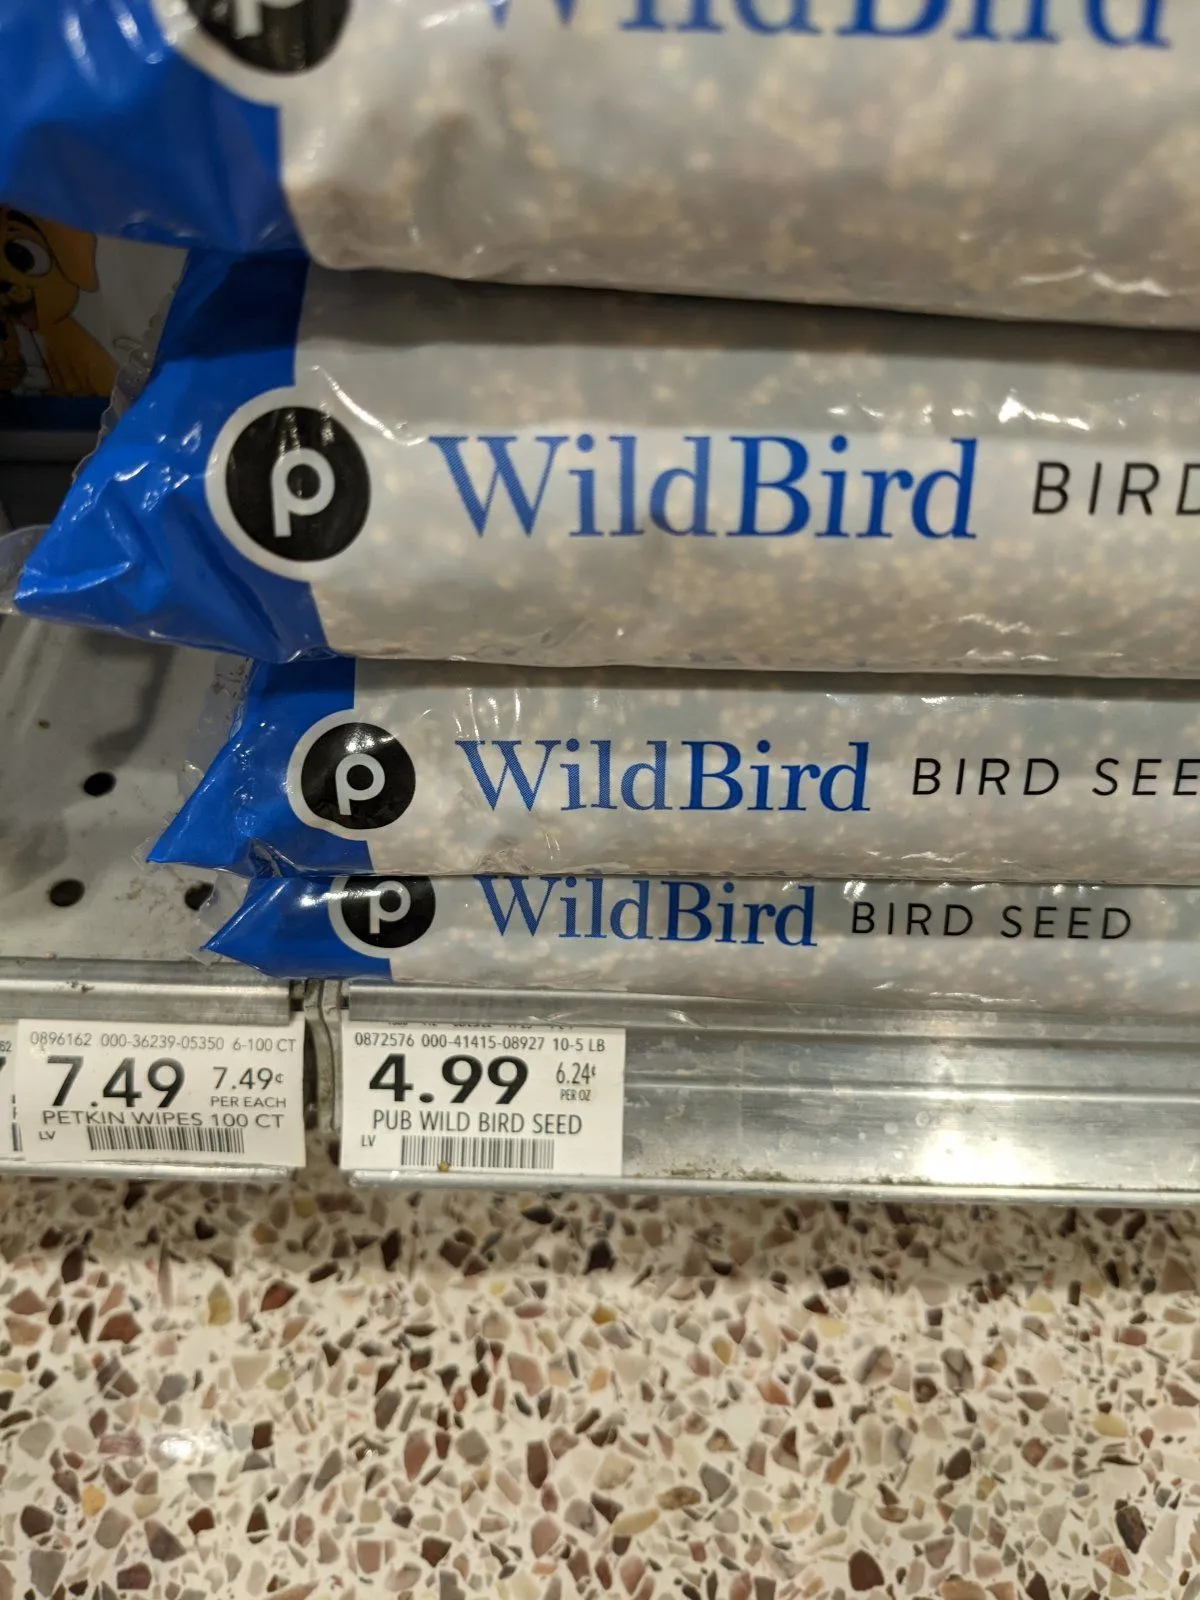 WildBird
WildBird BIRD
WildBird BIRD SEE
WildBird BIRD SEED
0896162 000-36239-05350 6-100 CT
7.49 7.49¢
PER EACH
PETKIN WIPES 100 CT
LV
0872576 000-41415-08927 10-5 LB
4.99 6.24¢
PER OZ
PUB WILD BIRD SEED
LV